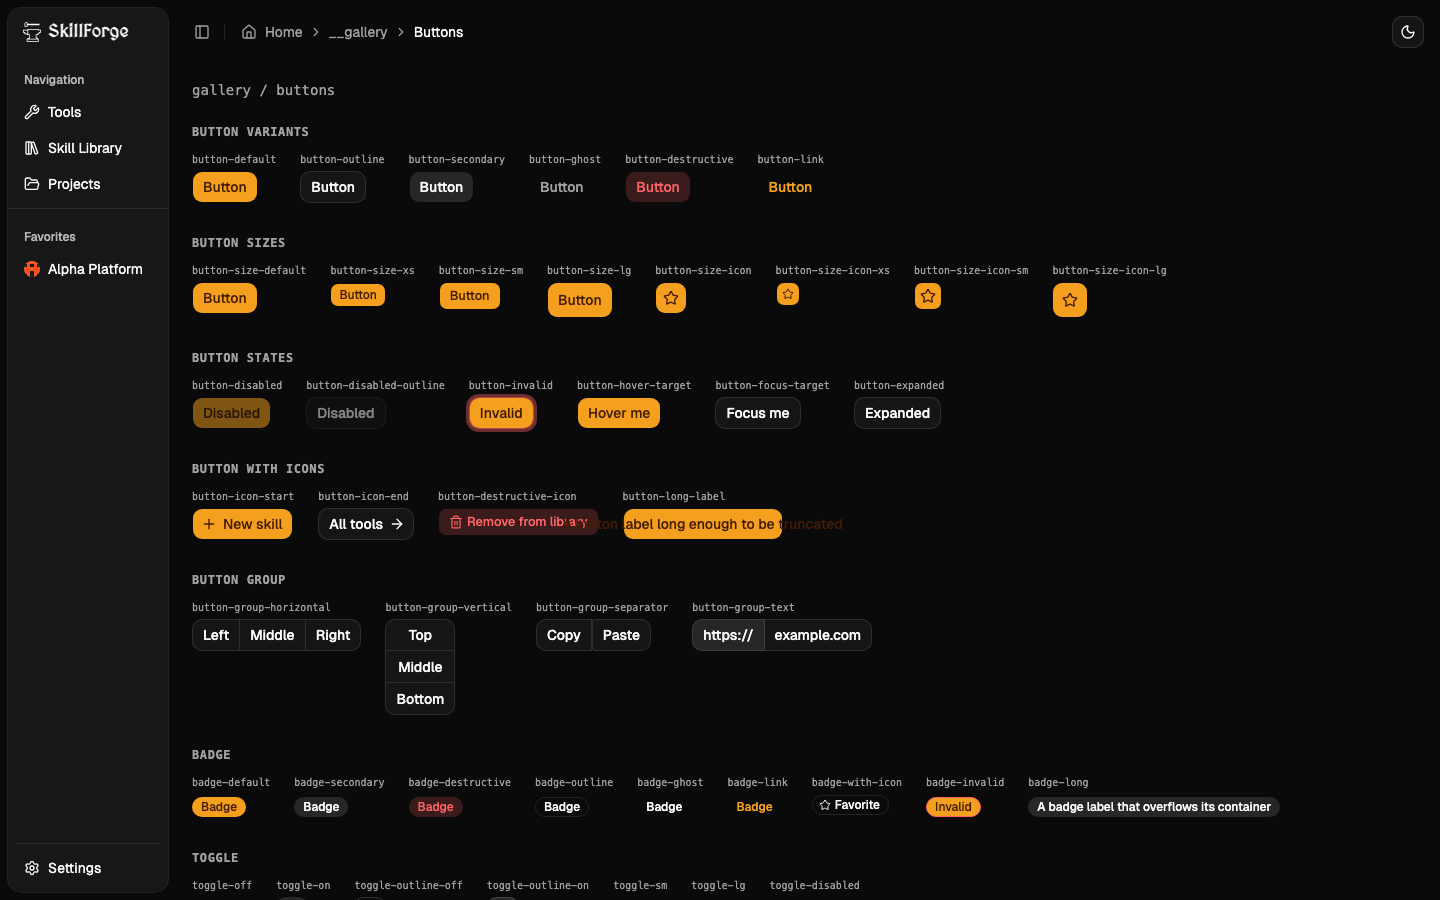 SkillForge
Home > __gallery > Buttons
Navigation
Tools
Skill Library
Projects
Favorites
Alpha Platform
Settings
gallery / buttons
BUTTON VARIANTS
button-default button-outline button-secondary button-ghost button-destructive button-link
Button Button Button Button Button Button
BUTTON SIZES
button-size-default button-size-xs button-size-sm button-size-lg button-size-icon button-size-icon-xs button-size-icon-sm button-size-icon-lg
Button Button Button Button
BUTTON STATES
button-disabled button-disabled-outline button-invalid button-hover-target button-focus-target button-expanded
Disabled Disabled Invalid Hover me Focus me Expanded
BUTTON WITH ICONS
button-icon-start button-icon-end button-destructive-icon button-long-label
New skill All tools Remove from library label long enough to be truncated
BUTTON GROUP
button-group-horizontal button-group-vertical button-group-separator button-group-text
Left Middle Right Top Copy Paste https:// example.com
Middle
Bottom
BADGE
badge-default badge-secondary badge-destructive badge-outline badge-ghost badge-link badge-with-icon badge-invalid badge-long
Badge Badge Badge Badge Badge Badge Favorite Invalid A badge label that overflows its container
TOGGLE
toggle-off toggle-on toggle-outline-off toggle-outline-on toggle-sm toggle-lg toggle-disabled